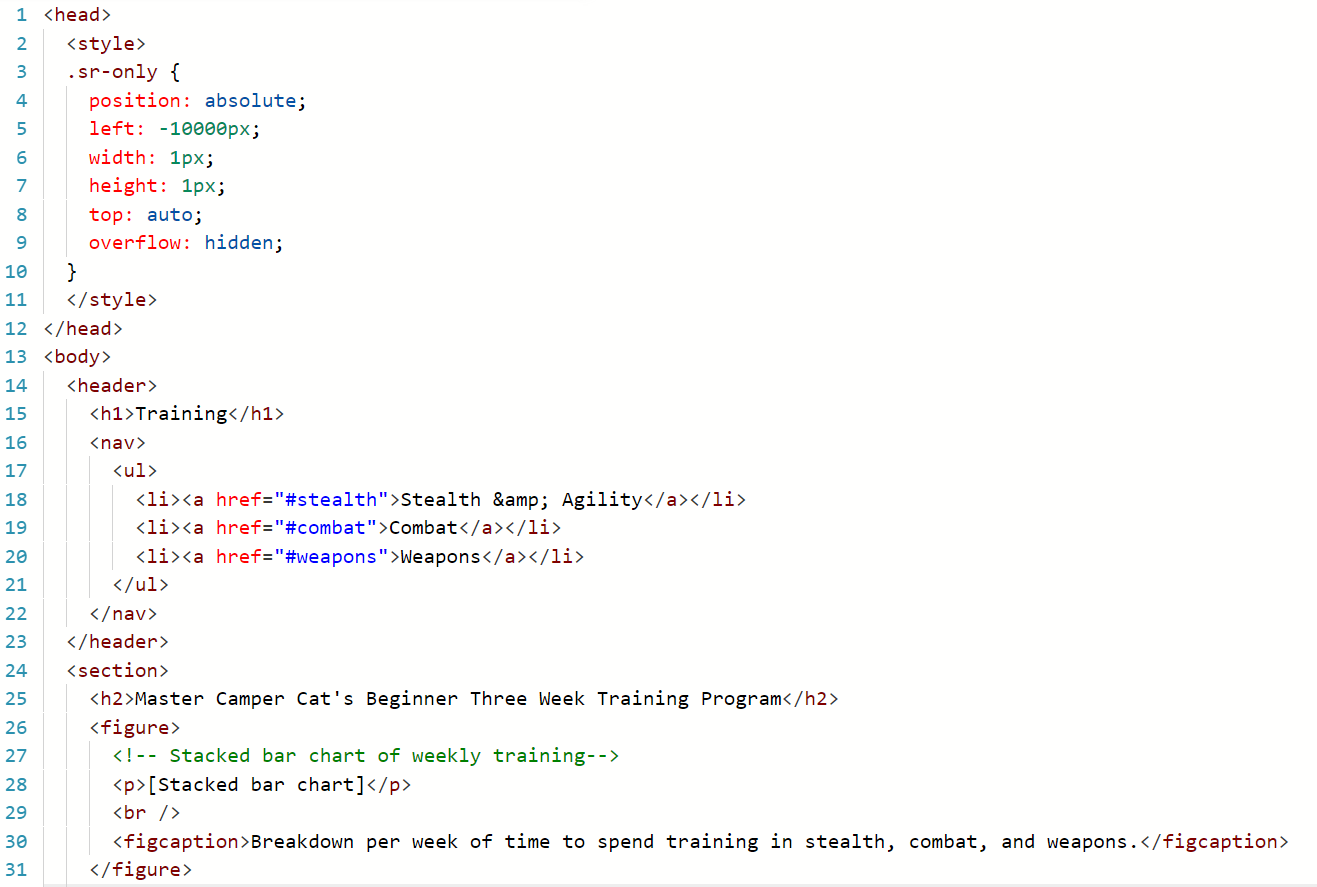 1 <head>
2   <style>
3   .sr-only {
4     position: absolute;
5     left: -10000px;
6     width: 1px;
7     height: 1px;
8     top: auto;
9     overflow: hidden;
10   }
11   </style>
12 </head>
13 <body>
14   <header>
15     <h1>Training</h1>
16     <nav>
17       <ul>
18         <li><a href="#stealth">Stealth &amp; Agility</a></li>
19         <li><a href="#combat">Combat</a></li>
20         <li><a href="#weapons">Weapons</a></li>
21       </ul>
22     </nav>
23   </header>
24   <section>
25     <h2>Master Camper Cat's Beginner Three Week Training Program</h2>
26     <figure>
27       <!-- Stacked bar chart of weekly training-->
28       <p>[Stacked bar chart]</p>
29       <br />
30       <figcaption>Breakdown per week of time to spend training in stealth, combat, and weapons.</figcaption>
31     </figure>